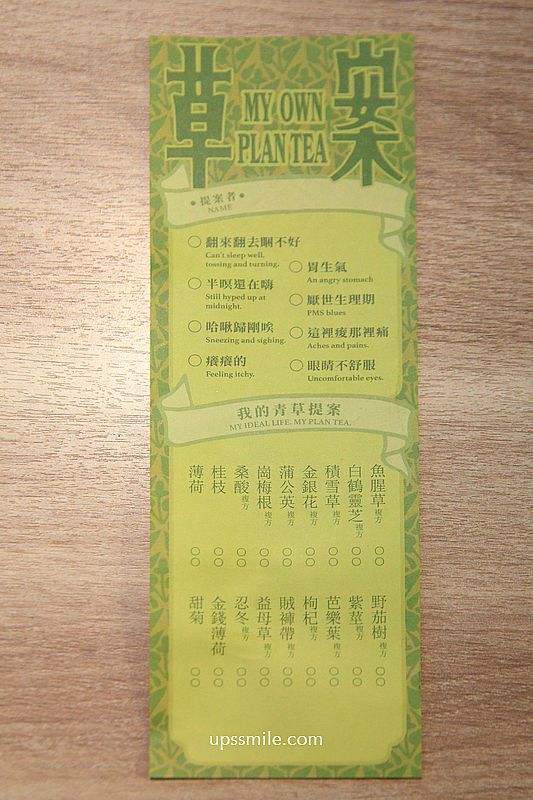 草案
MY OWN
PLAN TEA
•提案者•
NAME
翻來翻去睏不好
Can't sleep well,
tossing and turning.
半暝還在嗨
Still hyped up at
midnight.
哈啾歸剛唉
Sneezing and sighing.
癢癢的
Feeling itchy.
胃生氣
An angry stomach
厭世生理期
PMS blues
這裡痠那裡痛
Aches and pains.
眼睛不舒服
Uncomfortable eyes.
我的青草提案
MY IDEAL LIFE. MY PLAN TEA.
魚腥草 複方
白鶴靈芝 複方
積雪草 複方
金銀花 複方
蒲公英 複方
崗梅根 複方
桑酸 複方
桂枝
薄荷
野茄樹 複方
紫莖 複方
芭樂葉 複方
枸杞 複方
賊褲帶 複方
益母草 複方
忍冬 複方
金錢薄荷
甜菊
upssmile.com